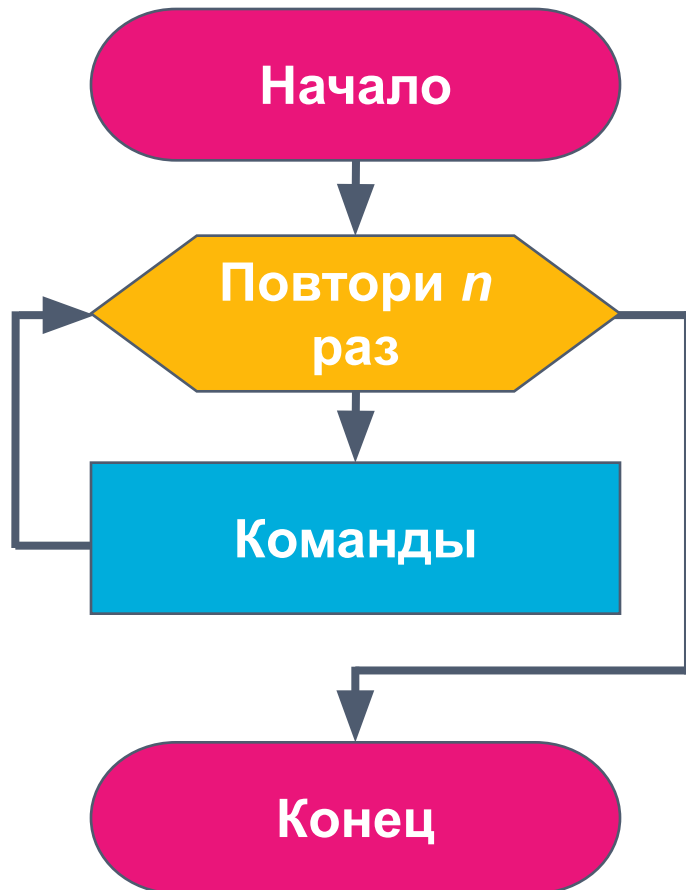 Начало
Повтори n
раз
Команды
Конец